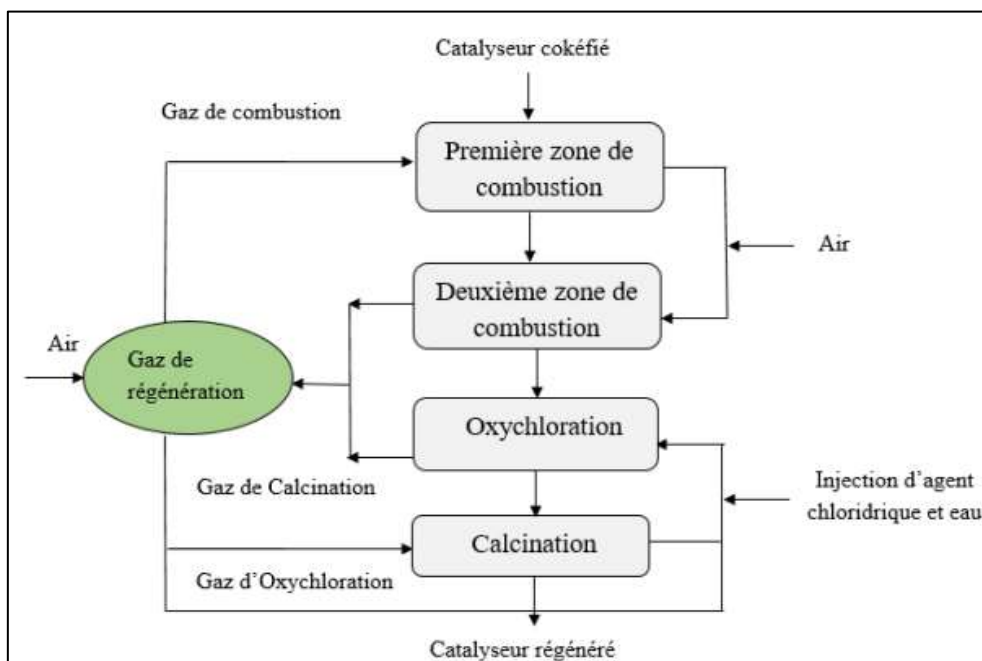 Catalyseur cokéfié
Gaz de combustion
Première zone de
combustion
Air
Deuxième zone de
combustion
Air
Gaz de
régénération
Oxychloration
Gaz de Calcination
Injection d’agent
chloridrique et eau
Calcination
Gaz d’Oxychloration
Catalyseur régénéré